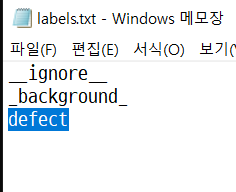 labels.txt - Windows 메모장
파일(F) 편집(E) 서식(O) 보기(
__ignore__
_background_
defect